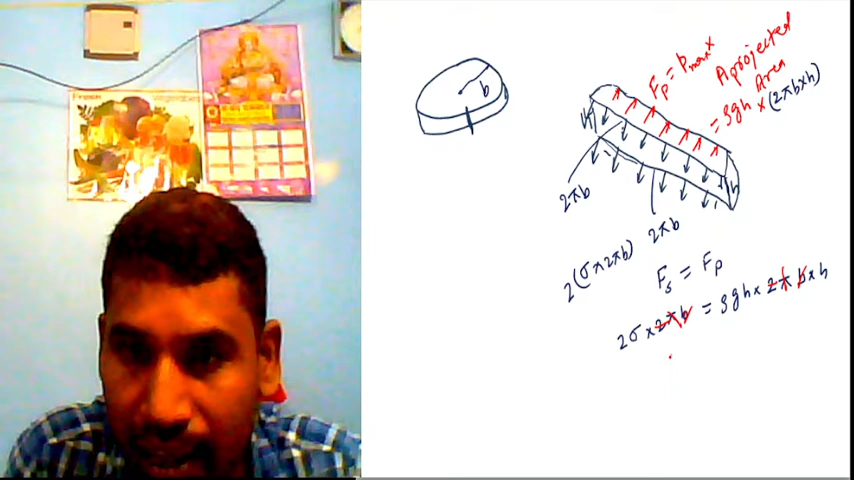 b
F_p = P_max ×
A projected
Area
= ρgh × (2πb×h)
h
h
2πb
2πb
2(σ×2πb)
F_s = F_p
2σ×2πb = ρgh×2πb×h